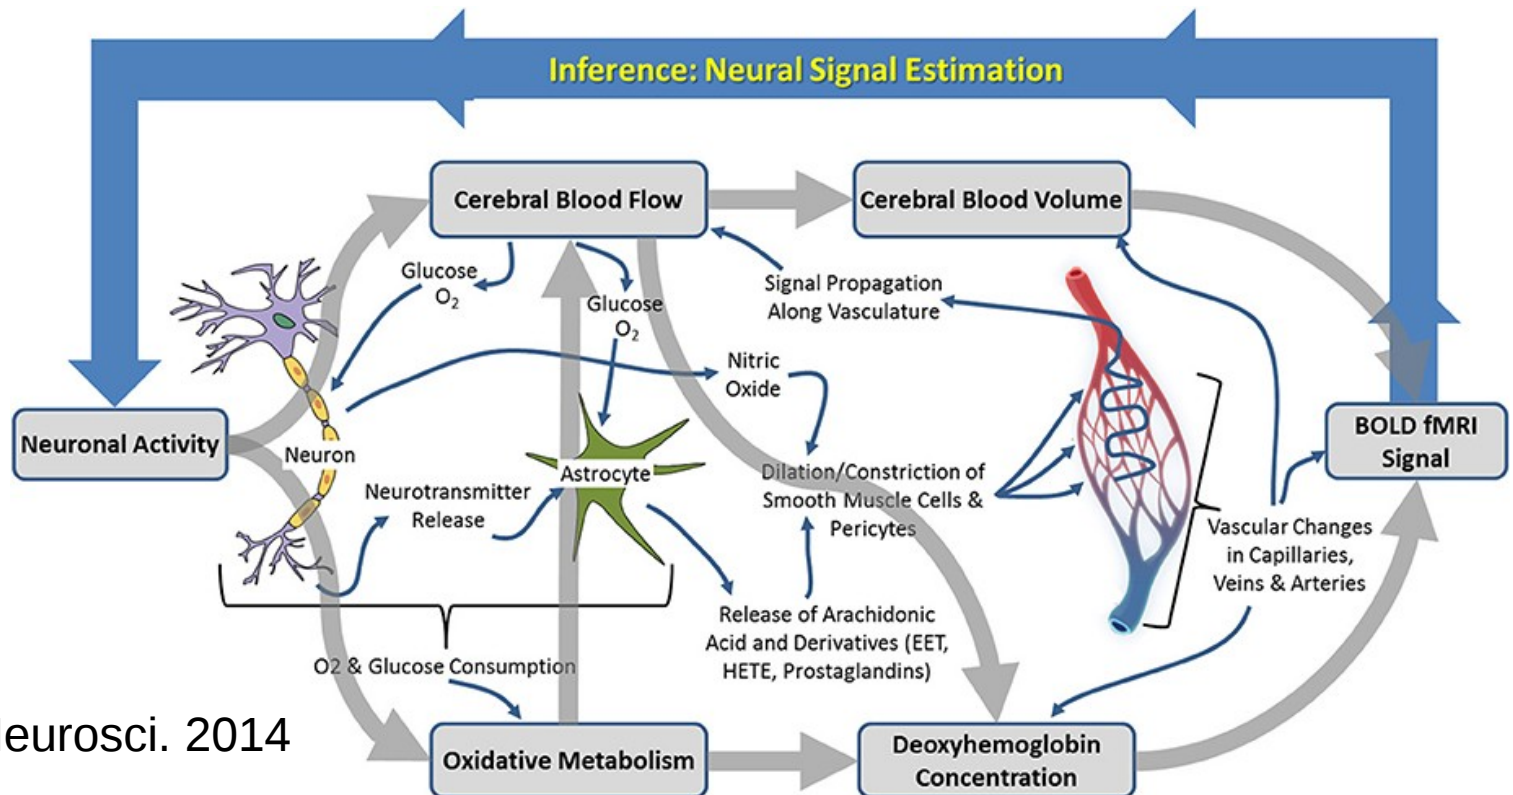 Inference: Neural Signal Estimation
Cerebral Blood Flow
Cerebral Blood Volume
Glucose
O2
Glucose
O2
Signal Propagation
Along Vasculature
Nitric
Oxide
Neuronal Activity
Neuron
Astrocyte
Neurotransmitter
Release
Dilation/Constriction of
Smooth Muscle Cells &
Pericytes
BOLD fMRI
Signal
Vascular Changes
in Capillaries,
Veins & Arteries
Release of Arachidonic
Acid and Derivatives (EET,
HETE, Prostaglandins)
O2 & Glucose Consumption
eurosci. 2014
Oxidative Metabolism
Deoxyhemoglobin
Concentration